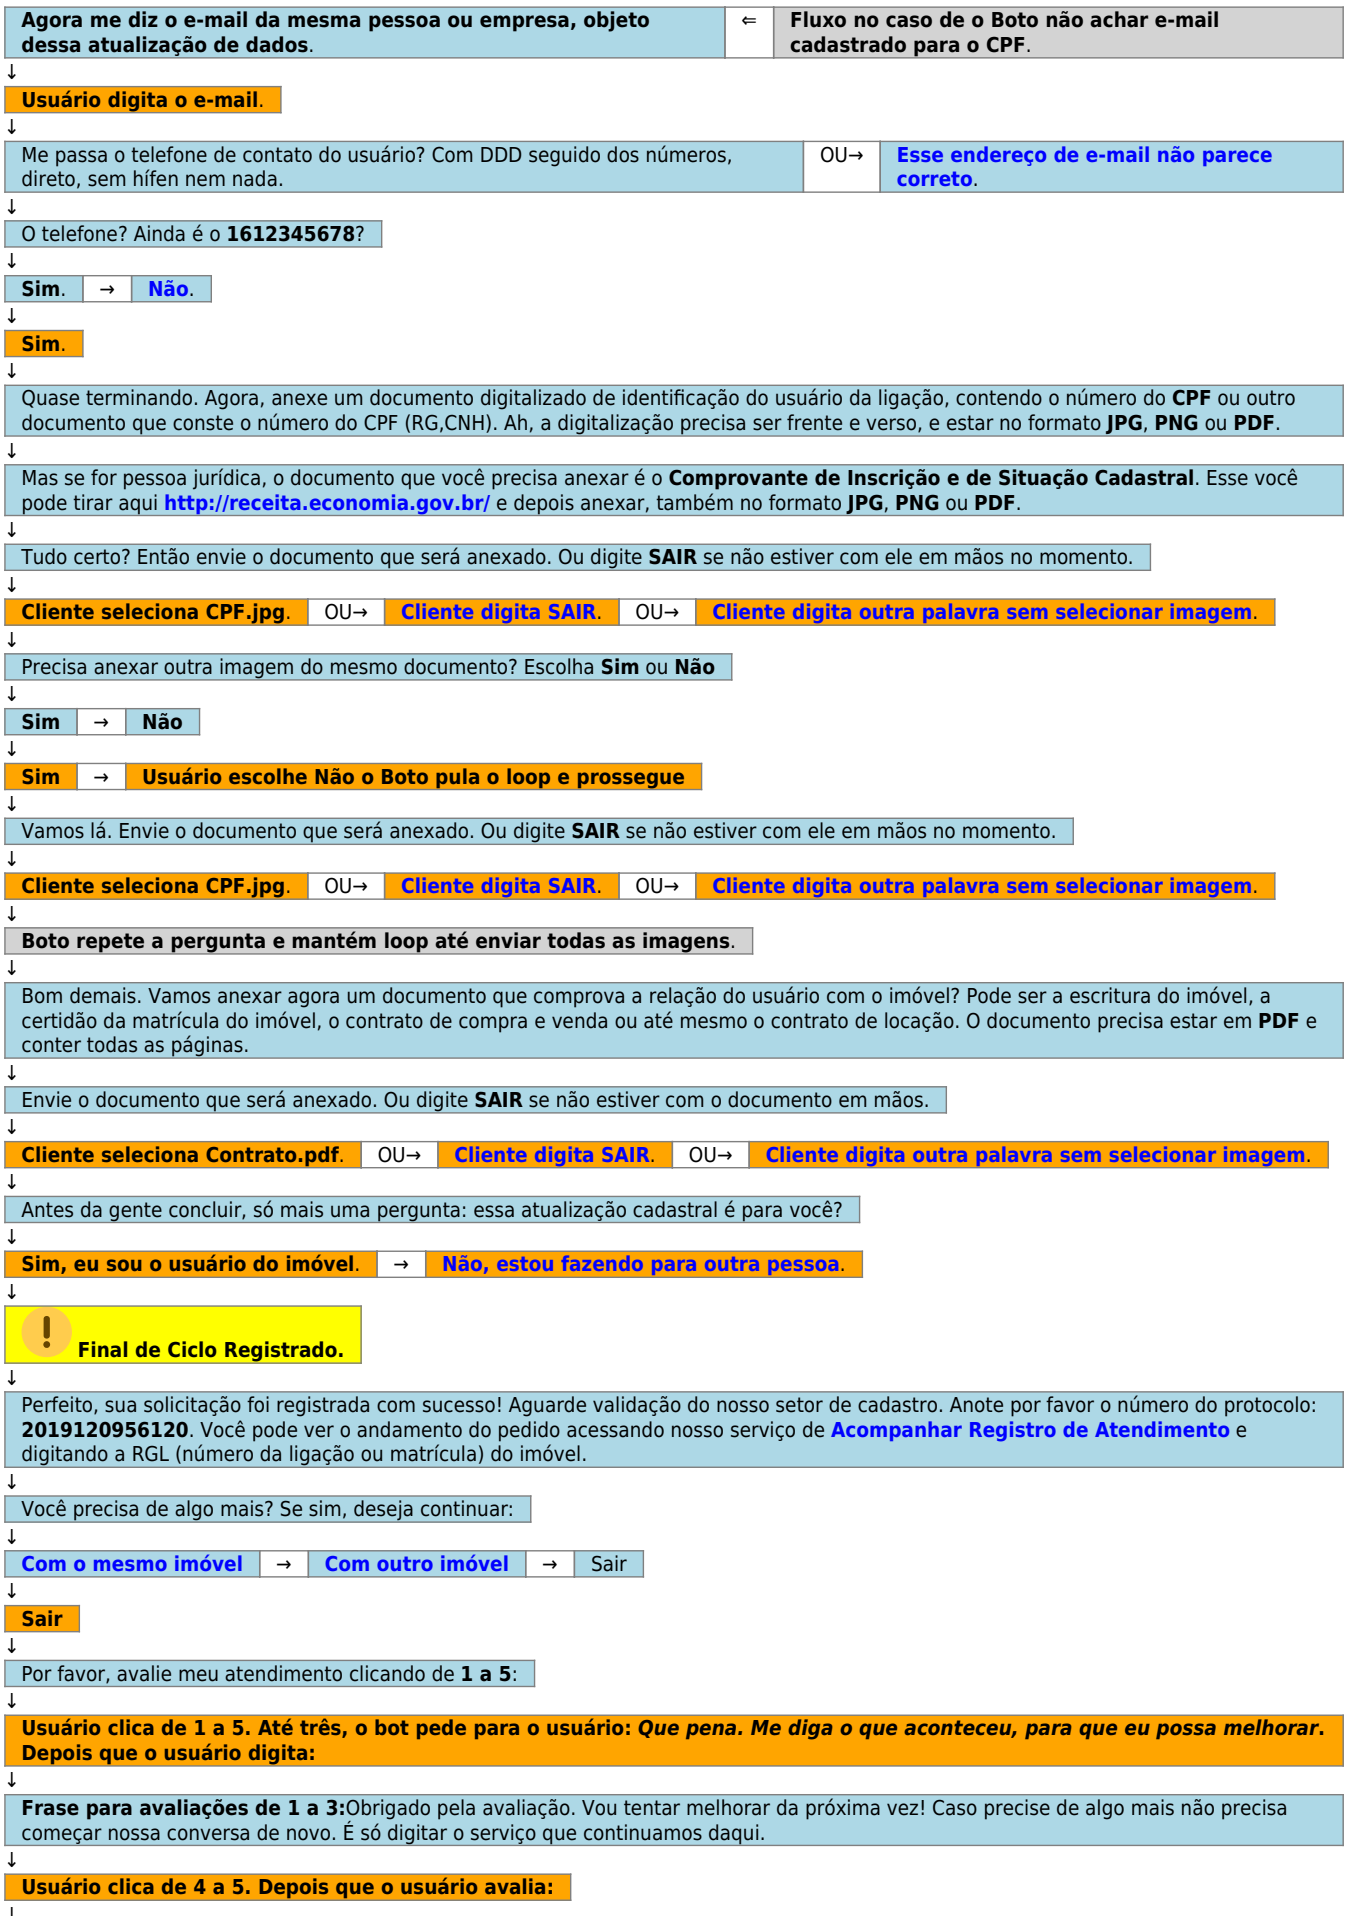 Agora me diz o e-mail da mesma pessoa ou empresa, objeto
dessa atualização de dados.
⇐
Fluxo no caso de o Boto não achar e-mail
cadastrado para o CPF.
↓
Usuário digita o e-mail.
↓
Me passa o telefone de contato do usuário? Com DDD seguido dos números,
direto, sem hífen nem nada.
OU→
Esse endereço de e-mail não parece
correto.
↓
O telefone? Ainda é o 1612345678?
↓
Sim. → Não.
↓
Sim.
↓
Quase terminando. Agora, anexe um documento digitalizado de identificação do usuário da ligação, contendo o número do CPF ou outro
documento que conste o número do CPF (RG,CNH). Ah, a digitalização precisa ser frente e verso, e estar no formato JPG, PNG ou PDF.
↓
Mas se for pessoa jurídica, o documento que você precisa anexar é o Comprovante de Inscrição e de Situação Cadastral. Esse você
pode tirar aqui http://receita.economia.gov.br/ e depois anexar, também no formato JPG, PNG ou PDF.
↓
Tudo certo? Então envie o documento que será anexado. Ou digite SAIR se não estiver com ele em mãos no momento.
↓
Cliente seleciona CPF.jpg. OU→ Cliente digita SAIR. OU→ Cliente digita outra palavra sem selecionar imagem.
↓
Precisa anexar outra imagem do mesmo documento? Escolha Sim ou Não
↓
Sim → Não
↓
Sim → Usuário escolhe Não o Boto pula o loop e prossegue
↓
Vamos lá. Envie o documento que será anexado. Ou digite SAIR se não estiver com ele em mãos no momento.
↓
Cliente seleciona CPF.jpg. OU→ Cliente digita SAIR. OU→ Cliente digita outra palavra sem selecionar imagem.
↓
Boto repete a pergunta e mantém loop até enviar todas as imagens.
↓
Bom demais. Vamos anexar agora um documento que comprova a relação do usuário com o imóvel? Pode ser a escritura do imóvel, a
certidão da matrícula do imóvel, o contrato de compra e venda ou até mesmo o contrato de locação. O documento precisa estar em PDF e
conter todas as páginas.
↓
Envie o documento que será anexado. Ou digite SAIR se não estiver com o documento em mãos.
↓
Cliente seleciona Contrato.pdf. OU→ Cliente digita SAIR. OU→ Cliente digita outra palavra sem selecionar imagem.
↓
Antes da gente concluir, só mais uma pergunta: essa atualização cadastral é para você?
↓
Sim, eu sou o usuário do imóvel. → Não, estou fazendo para outra pessoa.
↓
! Final de Ciclo Registrado.
↓
Perfeito, sua solicitação foi registrada com sucesso! Aguarde validação do nosso setor de cadastro. Anote por favor o número do protocolo:
2019120956120. Você pode ver o andamento do pedido acessando nosso serviço de Acompanhar Registro de Atendimento e
digitando a RGL (número da ligação ou matrícula) do imóvel.
↓
Você precisa de algo mais? Se sim, deseja continuar:
↓
Com o mesmo imóvel → Com outro imóvel → Sair
↓
Sair
↓
Por favor, avalie meu atendimento clicando de 1 a 5:
↓
Usuário clica de 1 a 5. Até três, o bot pede para o usuário: Que pena. Me diga o que aconteceu, para que eu possa melhorar.
Depois que o usuário digita:
↓
Frase para avaliações de 1 a 3:Obrigado pela avaliação. Vou tentar melhorar da próxima vez! Caso precise de algo mais não precisa
começar nossa conversa de novo. É só digitar o serviço que continuamos daqui.
↓
Usuário clica de 4 a 5. Depois que o usuário avalia: